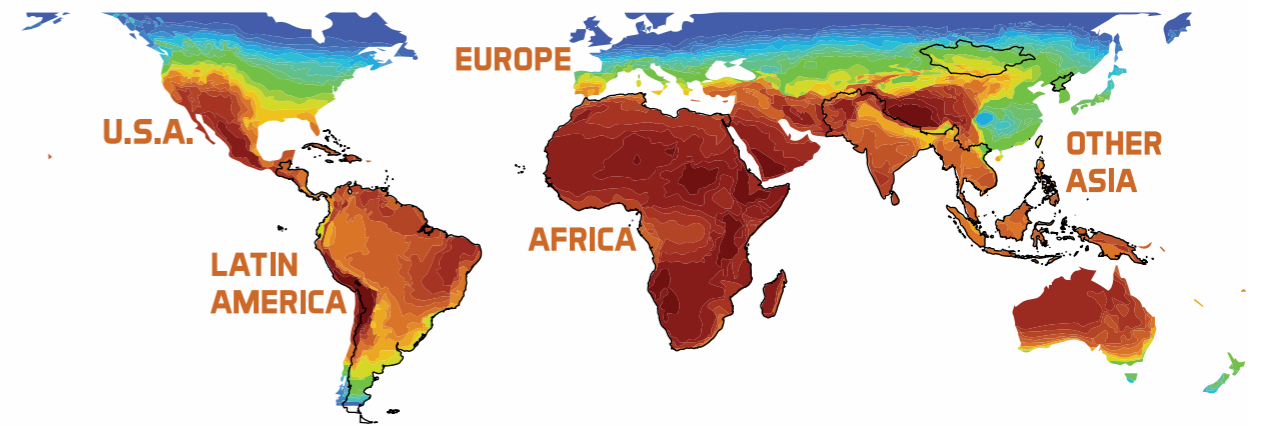 EUROPE
U.S.A.
OTHER
ASIA
AFRICA
LATIN
AMERICA